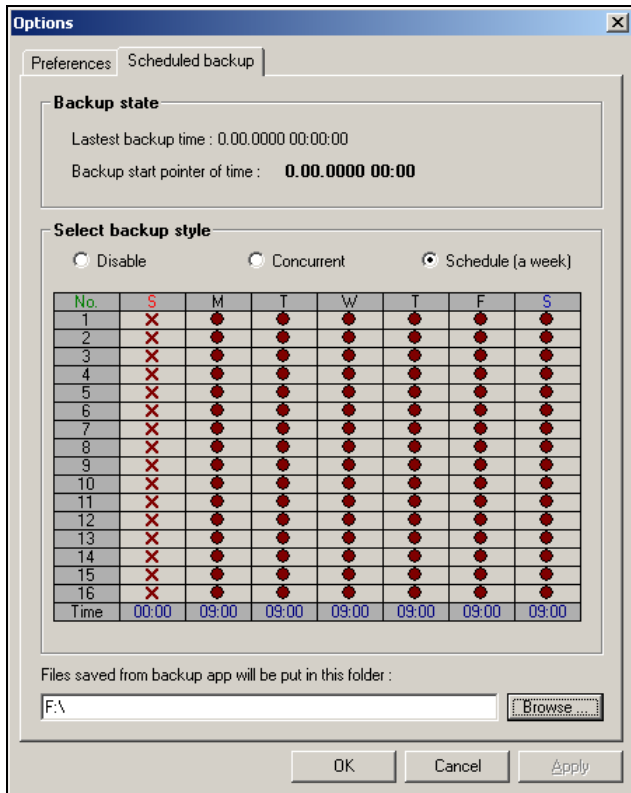 Options
Preferences Scheduled backup
Backup state
Lastest backup time : 0.00.0000 00:00:00
Backup start pointer of time : 0.00.0000 00:00
Select backup style
Disable Concurrent Schedule (a week)
No. S M T W T F S
1
2
3
4
5
6
7
8
9
10
11
12
13
14
15
16
Time 00:00 09:00 09:00 09:00 09:00 09:00 09:00
Files saved from backup app will be put in this folder :
F:\ Browse ...
OK Cancel Apply